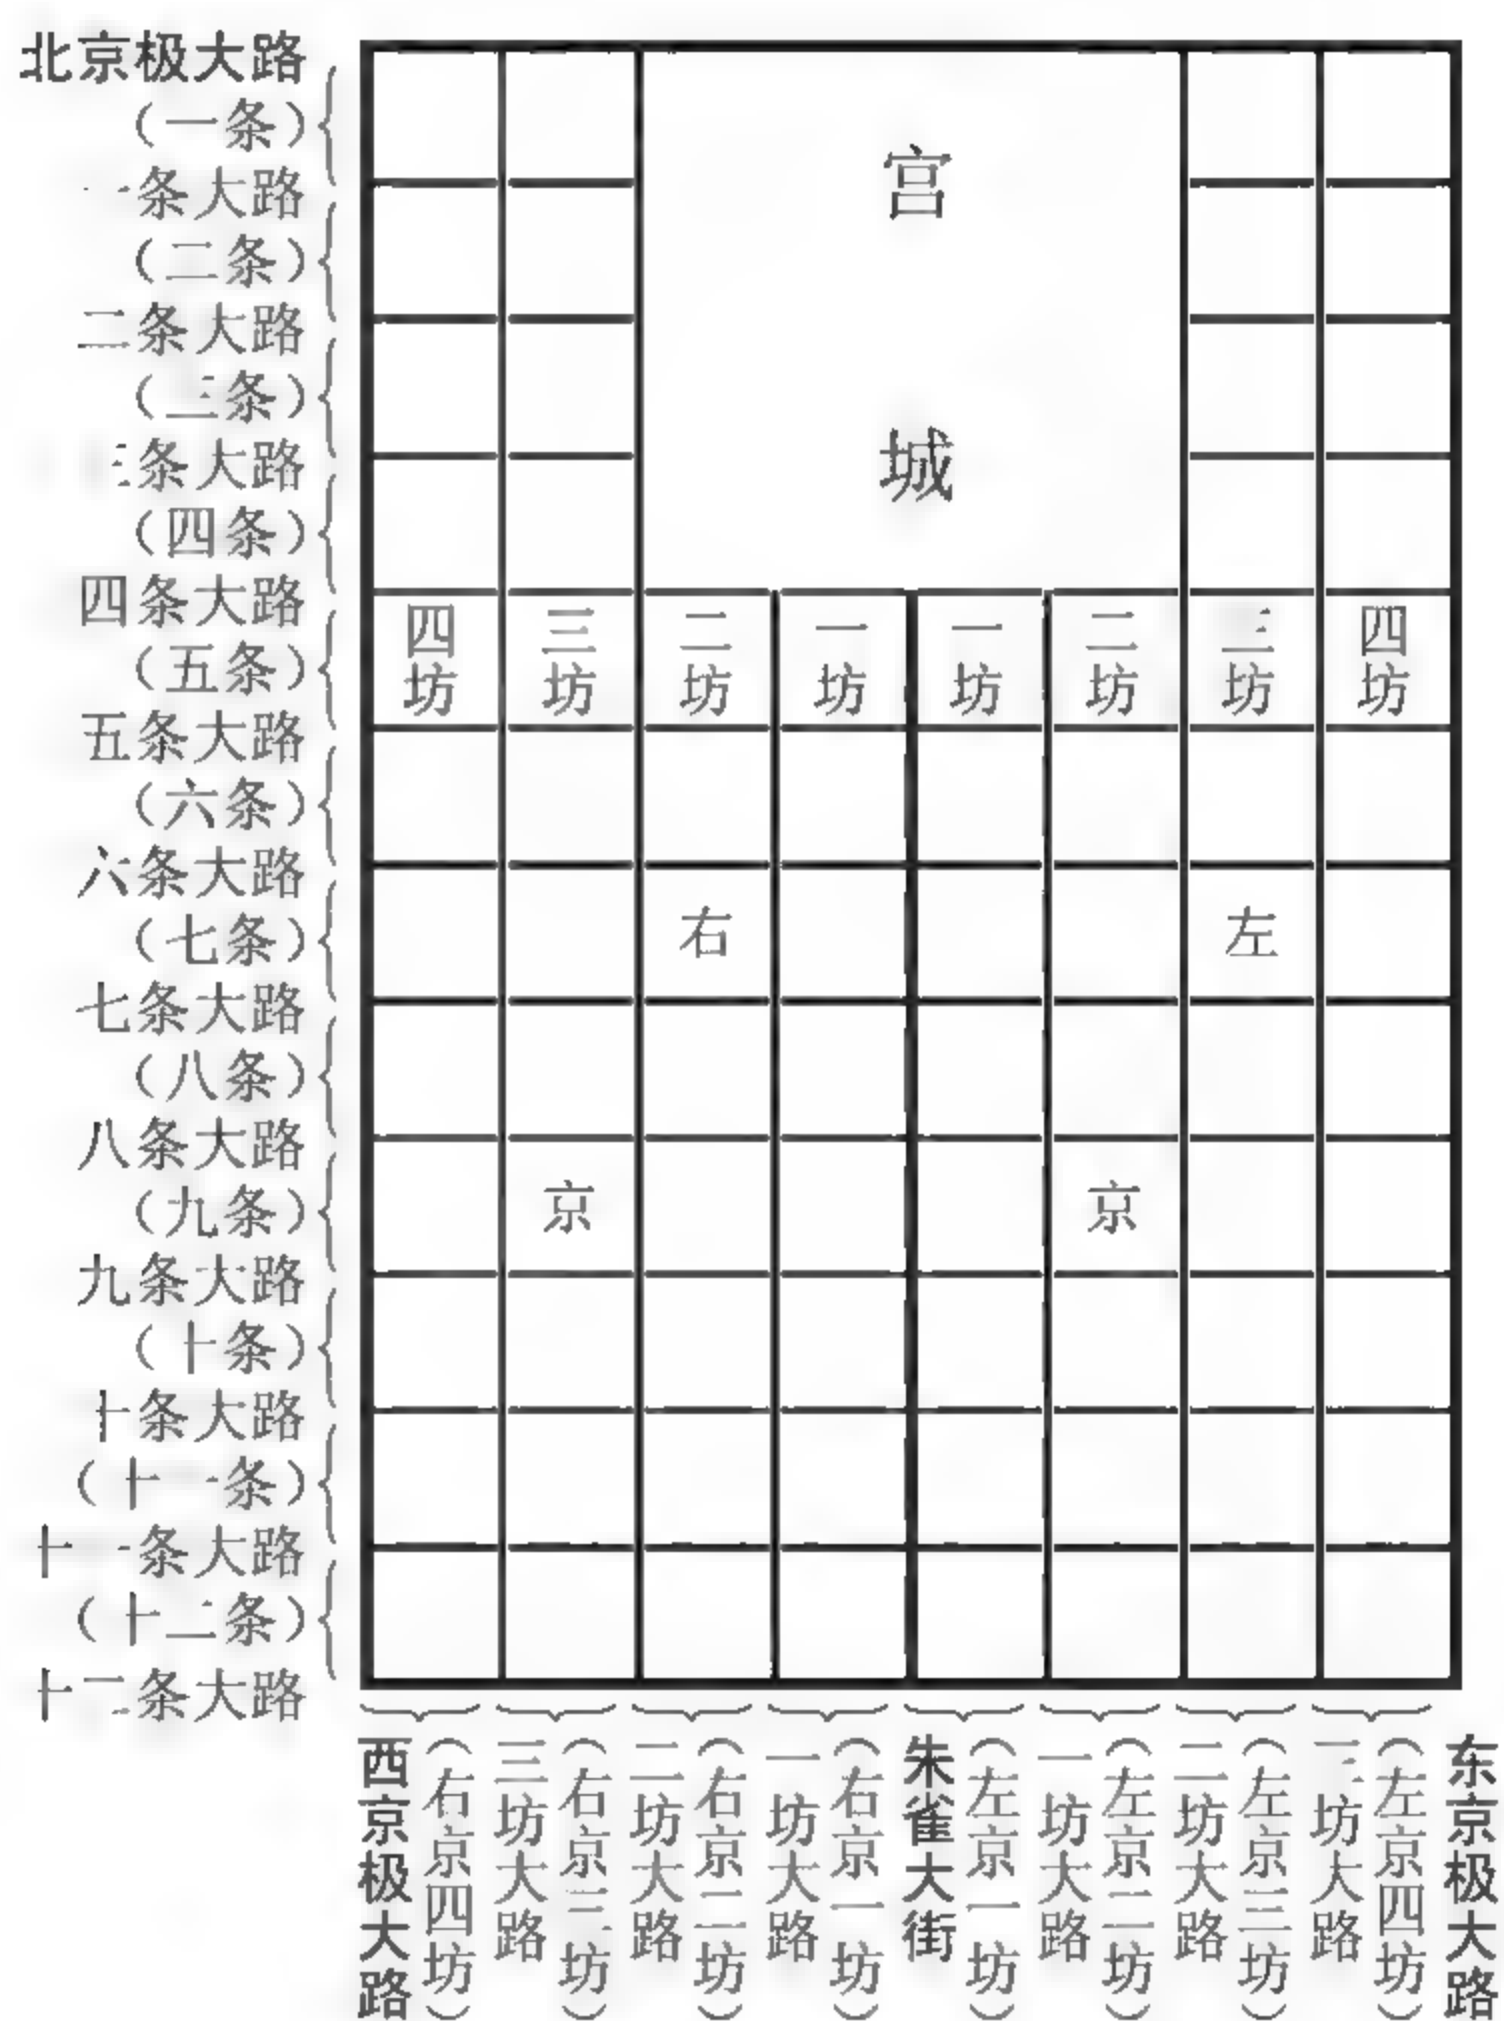 北京极大路
（一条）
一条大路
（二条）
二条大路
（三条）
三条大路
（四条）
四条大路
（五条）
五条大路
（六条）
六条大路
（七条）
七条大路
（八条）
八条大路
（九条）
九条大路
（十条）
十条大路
（十一条）
十一条大路
（十二条）
十二条大路
宫
城
四坊
三坊
二坊
一坊
一坊
二坊
三坊
四坊
右
左
京
京
西京极大路
（右京四坊）
三坊大路
（右京三坊）
二坊大路
（右京二坊）
一坊大路
（右京一坊）
朱雀大街
（左京一坊）
一坊大路
（左京二坊）
二坊大路
（左京三坊）
三坊大路
（左京四坊）
东京极大路